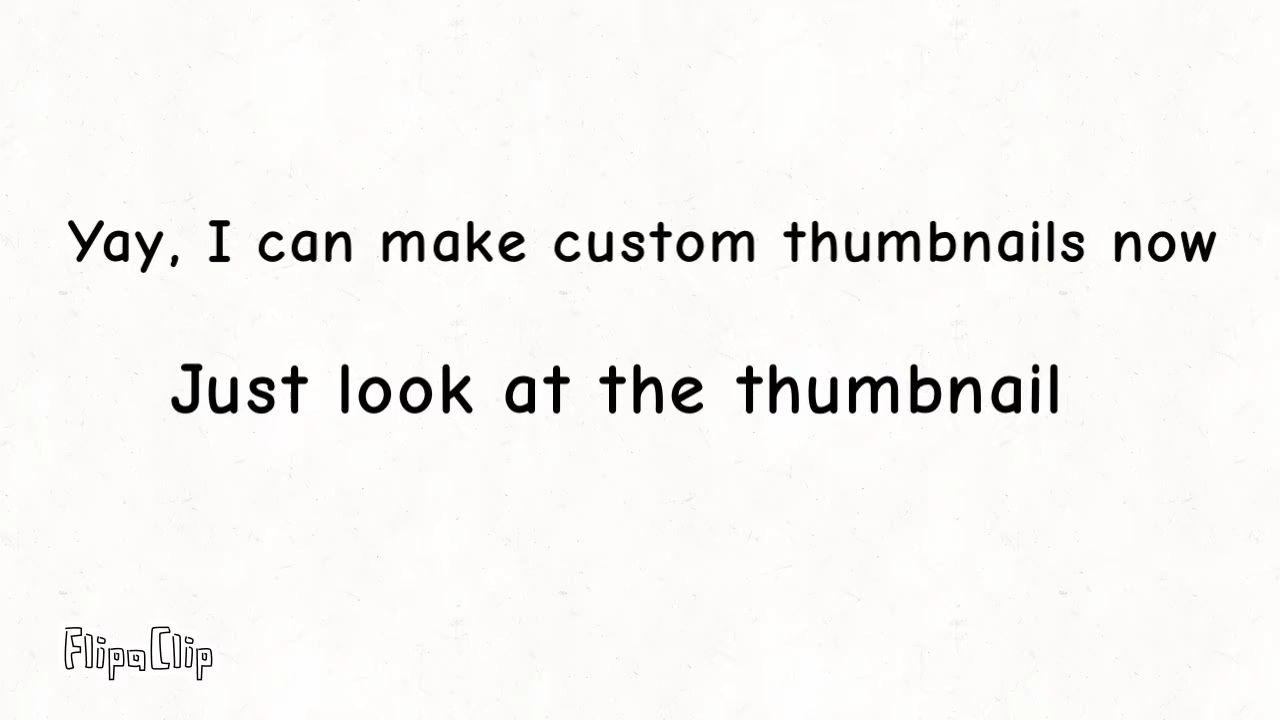 Yay, I can make custom thumbnails now
Just look at the thumbnail
FlipaClip